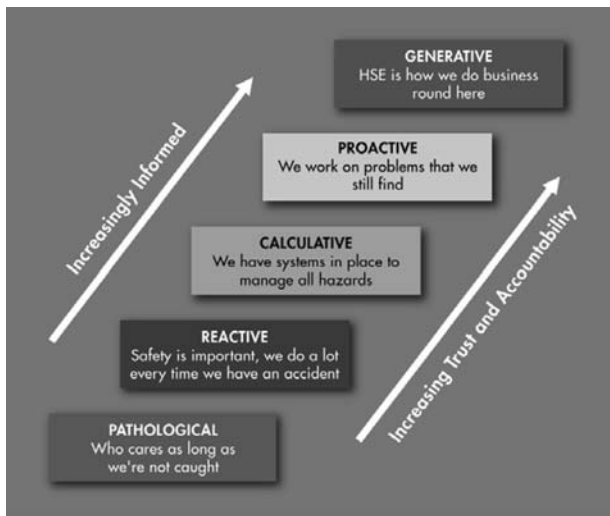 GENERATIVE
HSE is how we do business
round here
PROACTIVE
We work on problems that we
still find
CALCULATIVE
We have systems in place to
manage all hazards
REACTIVE
Safety is important, we do a lot
every time we have an accident
PATHOLOGICAL
Who cares as long as
we're not caught
Increasingly Informed
Increasing Trust and Accountability